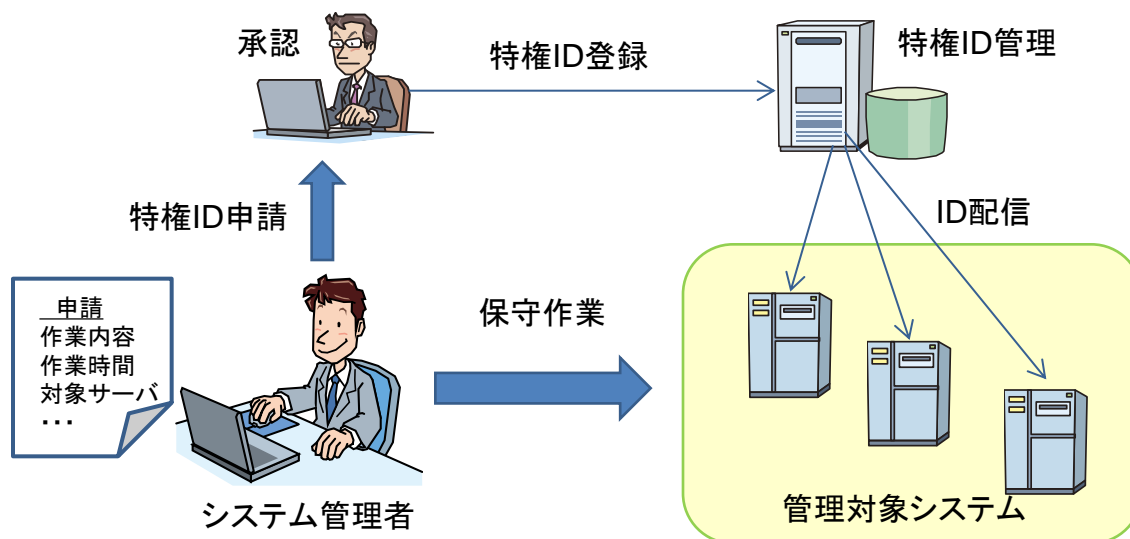 承認
特権ID登録
特権ID管理
特権ID申請
ID配信
申請
作業内容
作業時間
対象サーバ
・・・
保守作業
システム管理者
管理対象システム